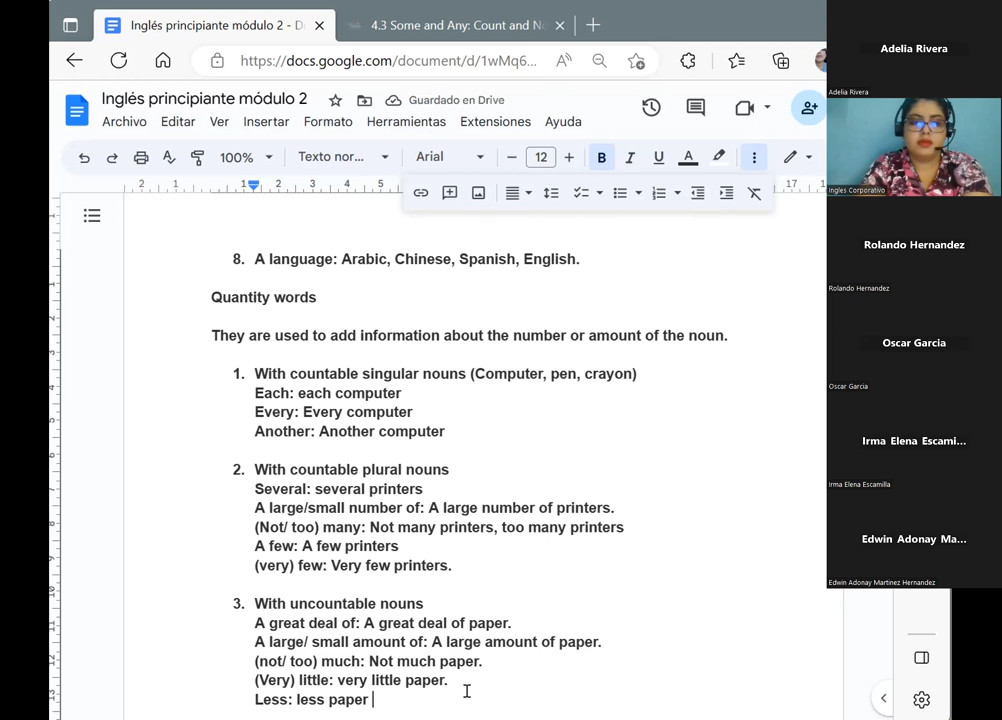 Inglés principiante módulo 2 - D
4.3 Some and Any: Count and N
https://docs.google.com/document/d/1wMq6...
Inglés principiante módulo 2
Guardado en Drive
Archivo Editar Ver Insertar Formato Herramientas Extensiones Ayuda
100% Texto nor... Arial 12 B I U A
2 1 1 2 3 4 5 17
8. A language: Arabic, Chinese, Spanish, English.
Quantity words
They are used to add information about the number or amount of the noun.
1. With countable singular nouns (Computer, pen, crayon)
Each: each computer
Every: Every computer
Another: Another computer
2. With countable plural nouns
Several: several printers
A large/small number of: A large number of printers.
(Not/ too) many: Not many printers, too many printers
A few: A few printers
(very) few: Very few printers.
3. With uncountable nouns
A great deal of: A great deal of paper.
A large/ small amount of: A large amount of paper.
(not/ too) much: Not much paper.
(Very) little: very little paper.
Less: less paper
Adelia Rivera
Adelia Rivera
Ingles Corporativo
Rolando Hernandez
Rolando Hernandez
Oscar Garcia
Oscar Garcia
Irma Elena Escami...
Irma Elena Escamilla
Edwin Adonay Ma...
Edwin Adonay Martinez Hernandez